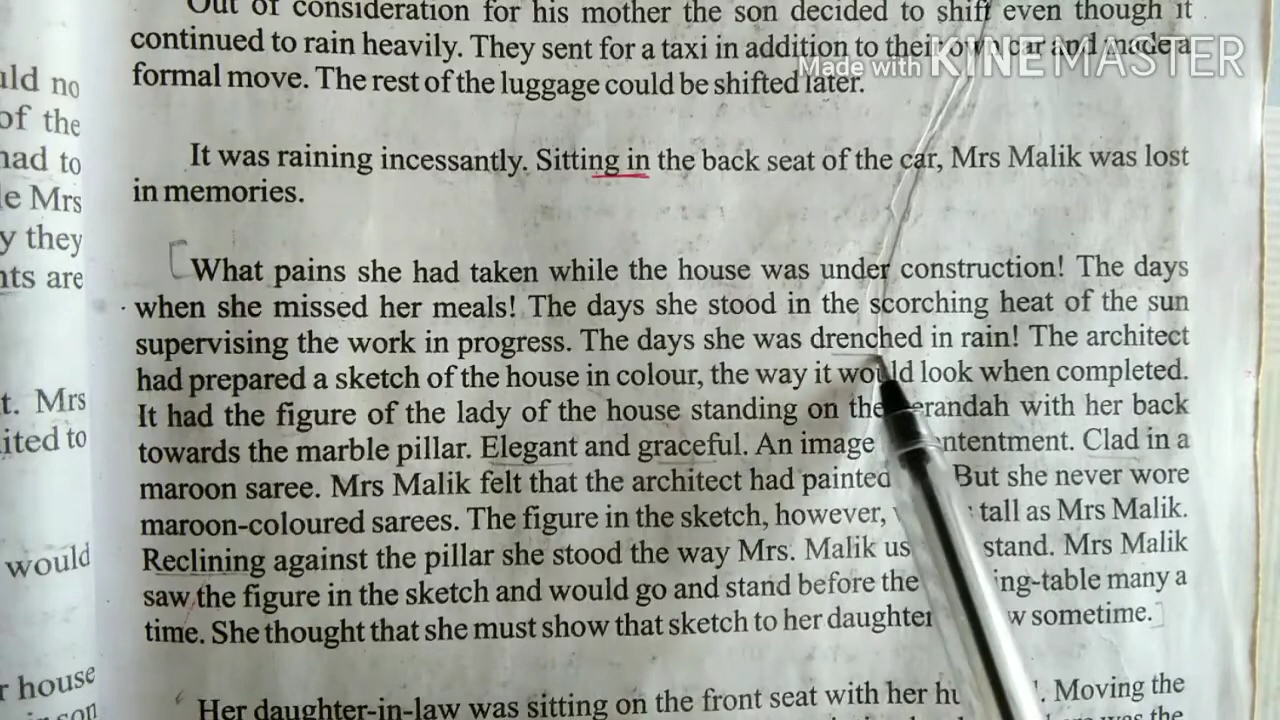 Out of consideration for his mother the son decided to shift even though it
continued to rain heavily. They sent for a taxi in addition to their own car and made a
formal move. The rest of the luggage could be shifted later.
Made with KINEMASTER
It was raining incessantly. Sitting in the back seat of the car, Mrs Malik was lost
in memories.
What pains she had taken while the house was under construction! The days
when she missed her meals! The days she stood in the scorching heat of the sun
supervising the work in progress. The days she was drenched in rain! The architect
had prepared a sketch of the house in colour, the way it would look when completed.
It had the figure of the lady of the house standing on the erandah with her back
towards the marble pillar. Elegant and graceful. An image ntentment. Clad in a
maroon saree. Mrs Malik felt that the architect had painted But she never wore
maroon-coloured sarees. The figure in the sketch, however, tall as Mrs Malik.
Reclining against the pillar she stood the way Mrs. Malik us stand. Mrs Malik
saw the figure in the sketch and would go and stand before the ing-table many a
time. She thought that she must show that sketch to her daughter w sometime.
Her daughter-in-law was sitting on the front seat with her hu . Moving the
was the
uld no
of the
had to
e Mrs
y they
nts are
t. Mrs
ited to
would
r house
son